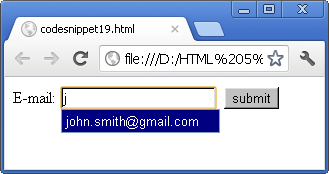 codesnippet19.html
file:///D:/HTML%205%
E-mail: j submit
john.smith@gmail.com